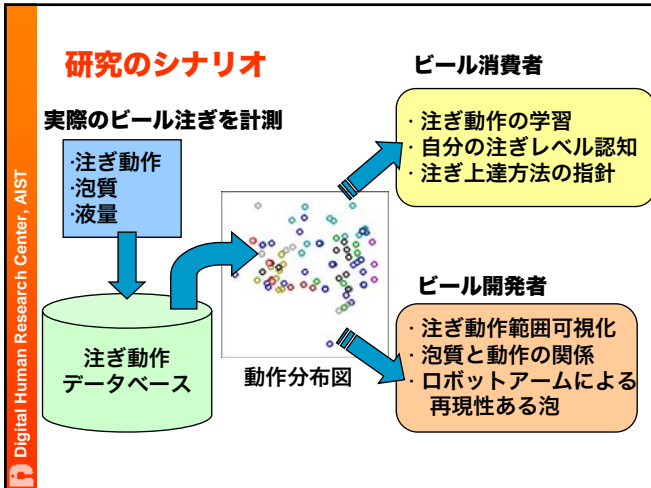 研究のシナリオ
実際のビール注ぎを計測
·注ぎ動作
·泡質
·液量
注ぎ動作
データベース
動作分布図
ビール消費者
· 注ぎ動作の学習
· 自分の注ぎレベル認知
· 注ぎ上達方法の指針
ビール開発者
· 注ぎ動作範囲可視化
· 泡質と動作の関係
· ロボットアームによる
再現性ある泡
Digital Human Research Center, AIST